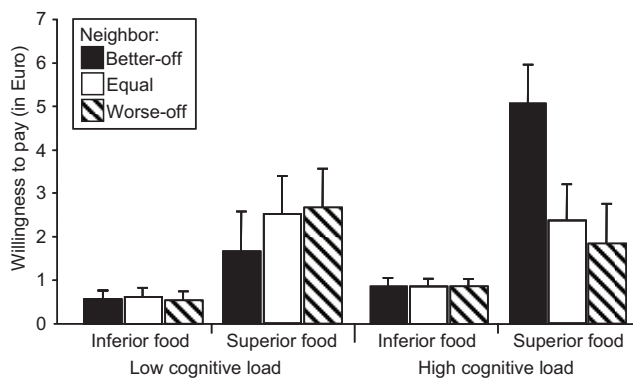 7
6
5
4
3
2
1
0
Willingness to pay (in Euro)
Neighbor:
Better-off
Equal
Worse-off
Inferior food Superior food Inferior food Superior food
Low cognitive load High cognitive load